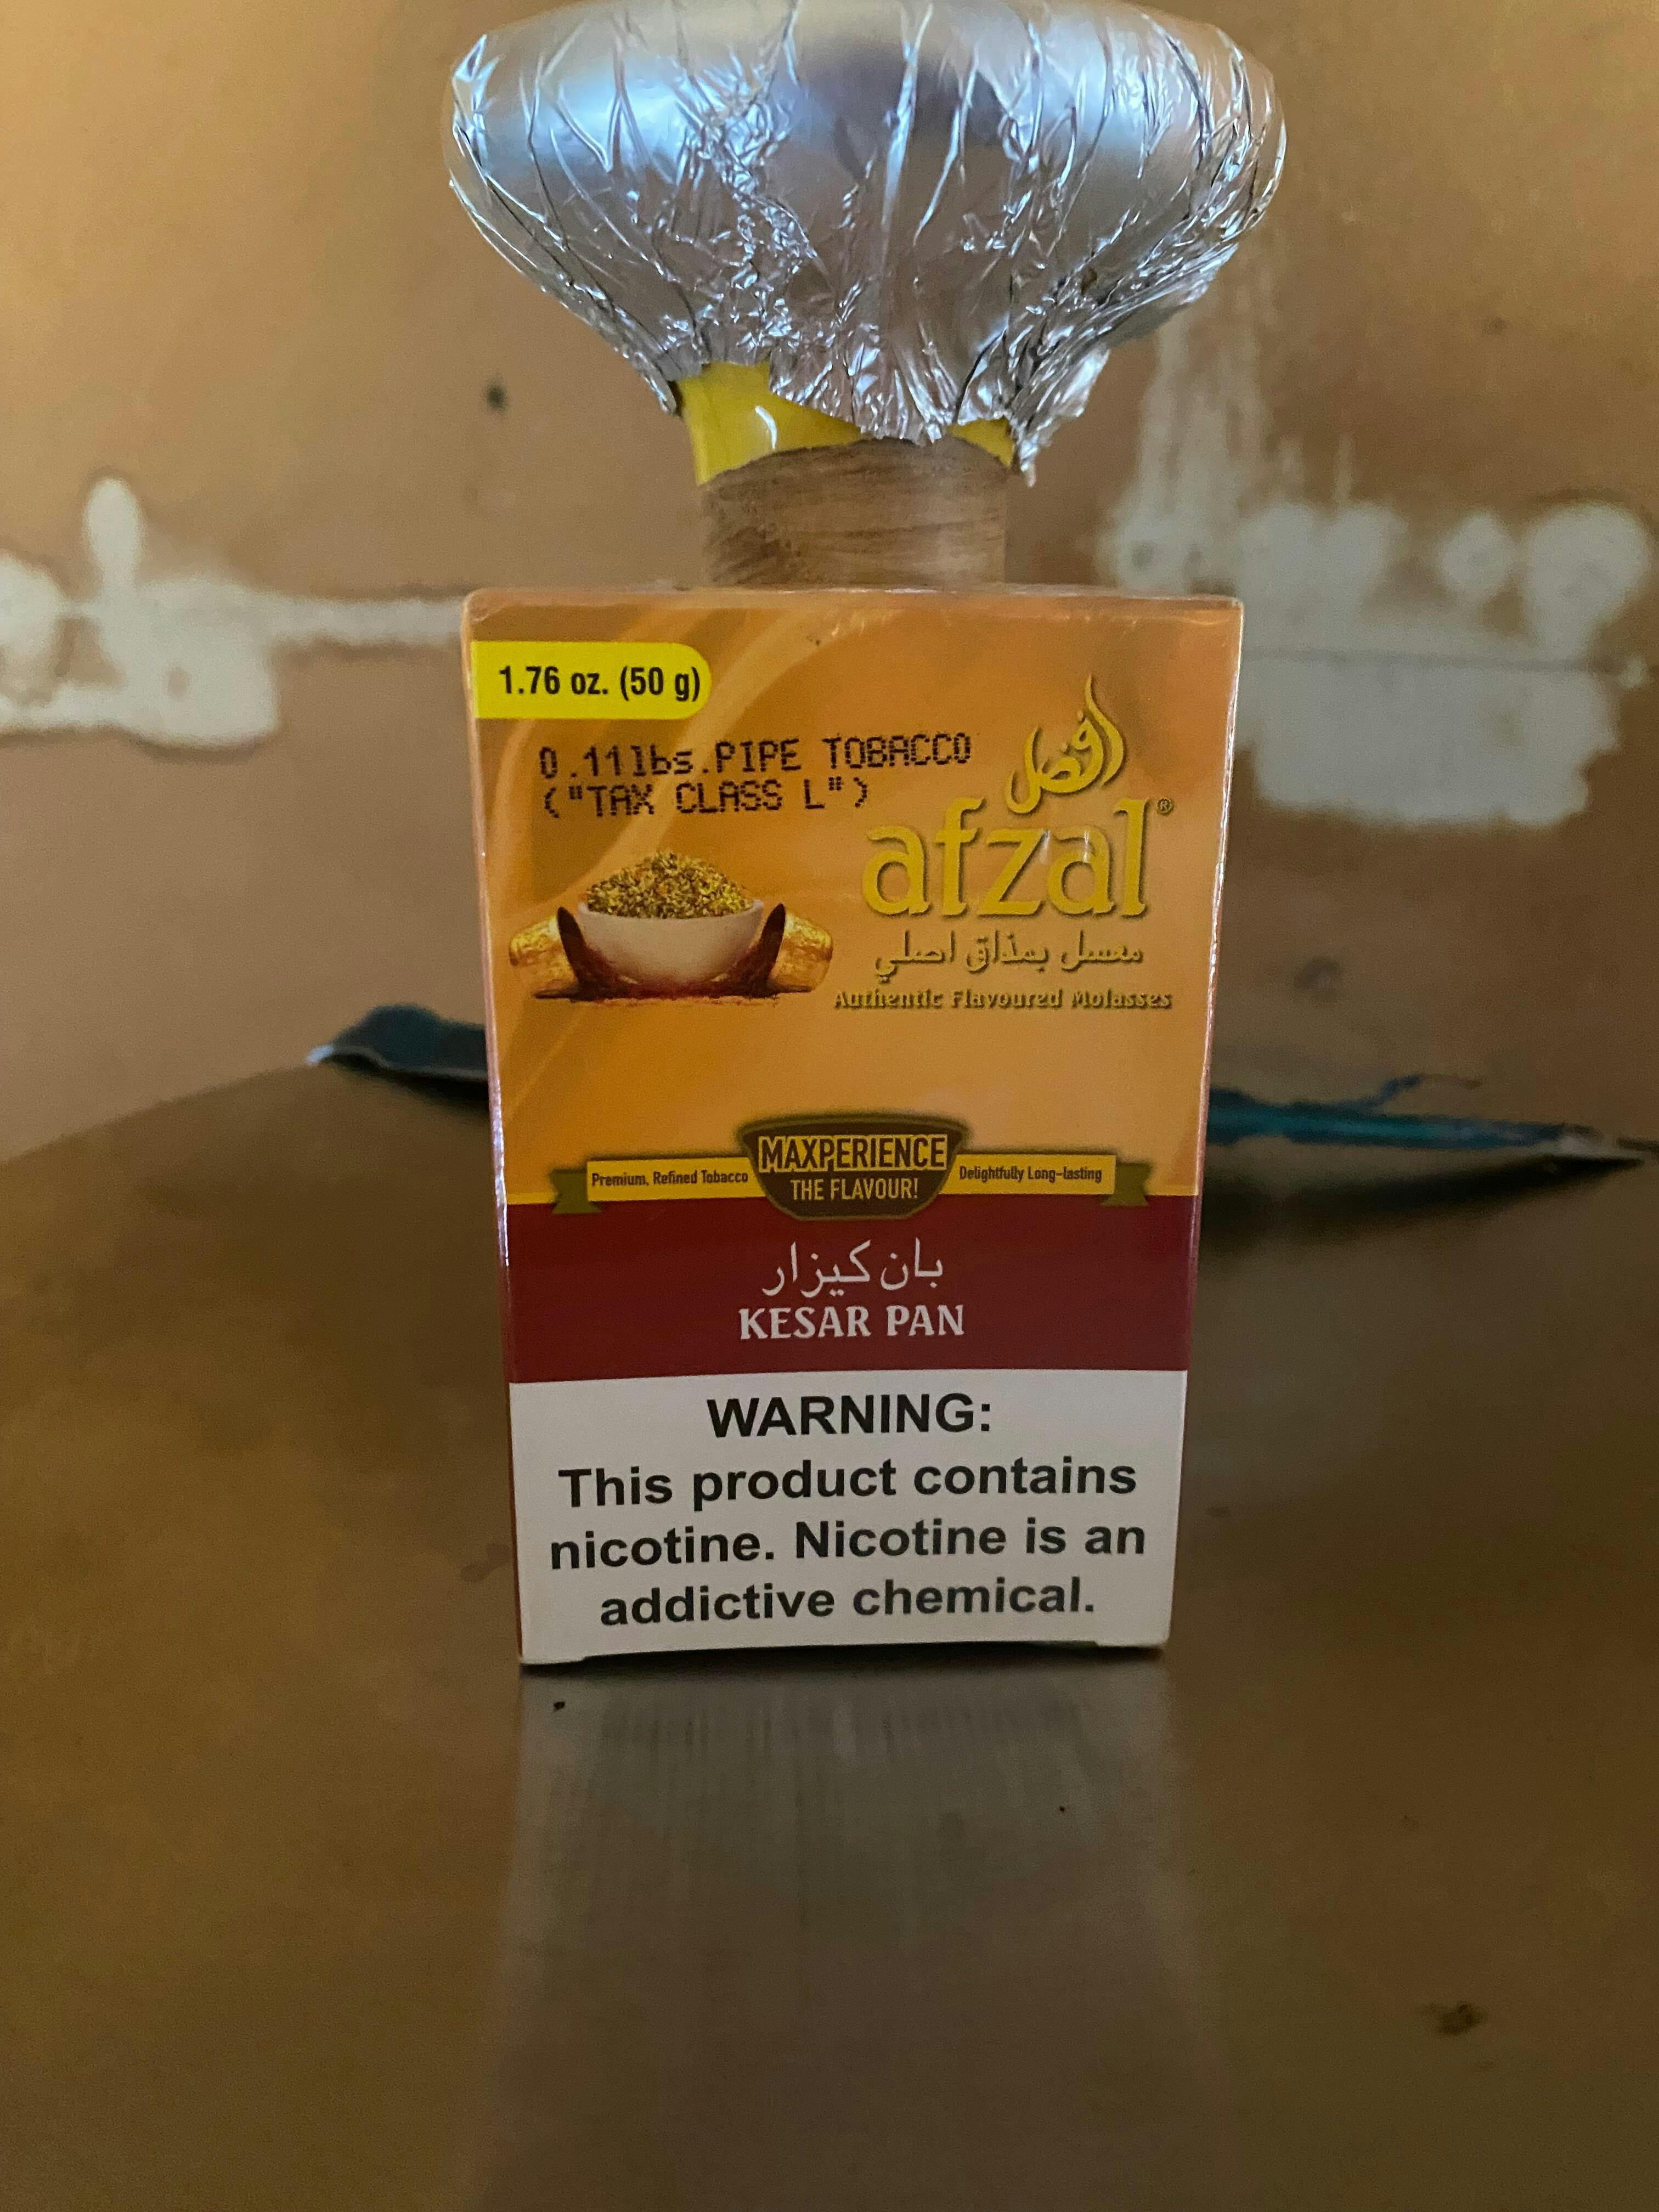 1.76 oz. (50 g)
0.11lbs.PIPE TOBACCO
("TAX CLASS L")
افضل
afzal®
معسل بمذاق اصلي
Authentic Flavoured Molasses
MAXPERIENCE
THE FLAVOUR!
Premium, Refined Tobacco
Delightfully Long-lasting
بان كيزار
KESAR PAN
WARNING:
This product contains
nicotine. Nicotine is an
addictive chemical.